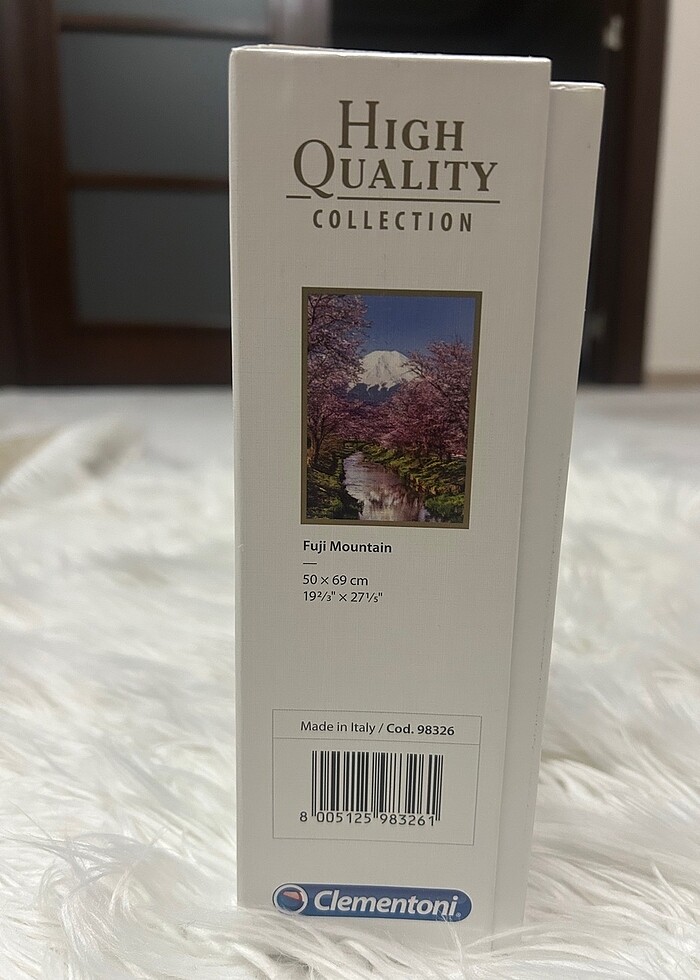 HIGH
QUALITY
COLLECTION
Fuji Mountain
50 × 69 cm
19⅔" × 27⅕"
Made in Italy / Cod. 98326
8 005125 983261
Clementoni®